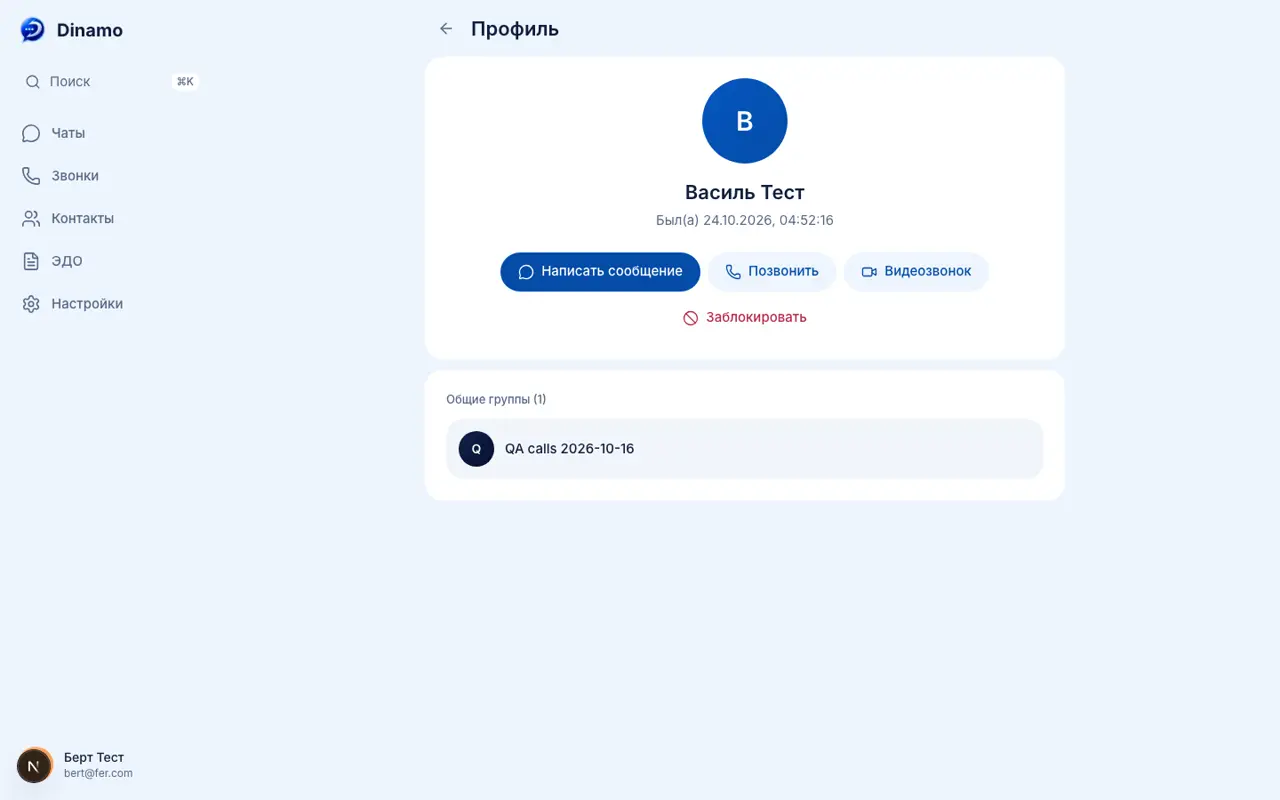 Dinamo
Поиск
⌘K
Чаты
Звонки
Контакты
ЭДО
Настройки
Профиль
В
Василь Тест
Был(а) 24.10.2026, 04:52:16
Написать сообщение
Позвонить
Видеозвонок
Заблокировать
Общие группы (1)
Q
QA calls 2026-10-16
N
Берт Тест
bert@fer.com